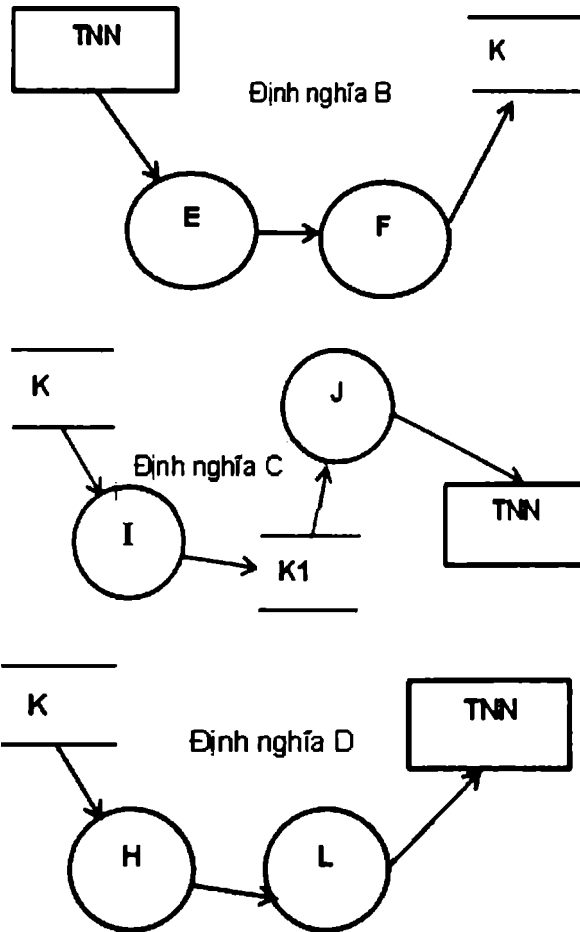 TNN
K
Định nghĩa B
E
F
K
J
Định nghĩa C
I
TNN
K1
K
TNN
Định nghĩa D
H
L